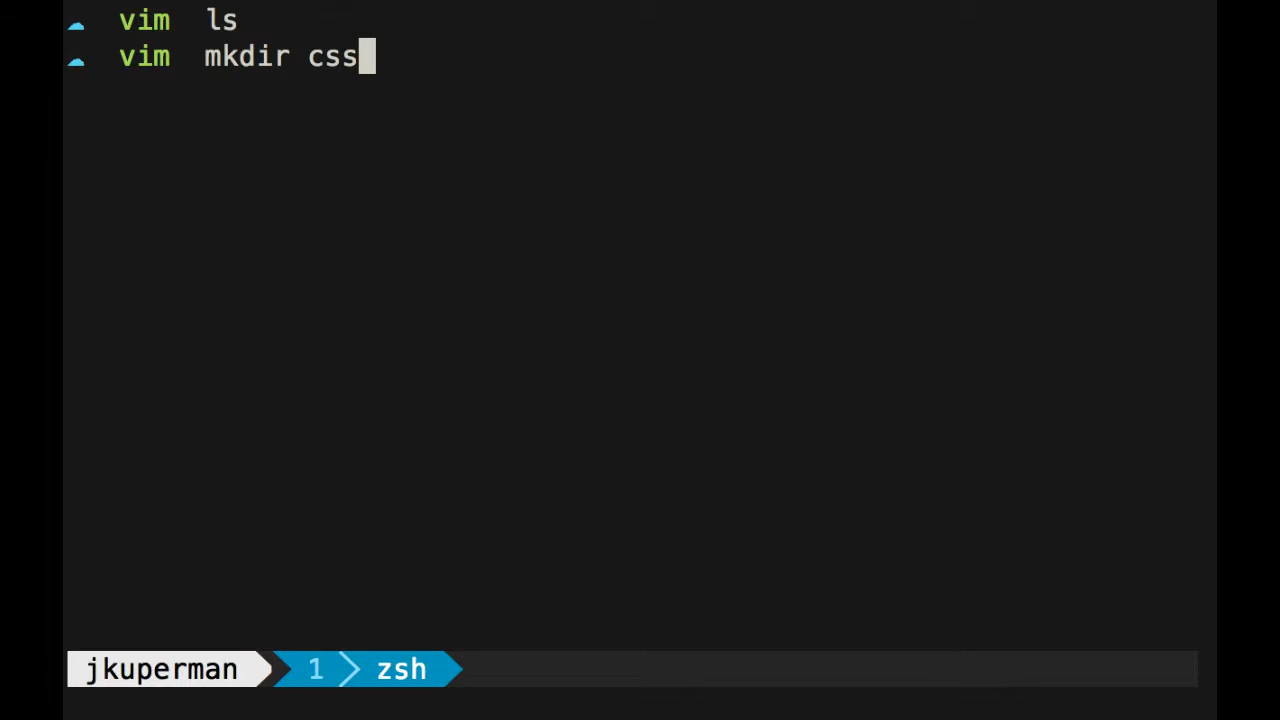 ☁ vim ls
☁ vim mkdir css
jkuperman 1 zsh